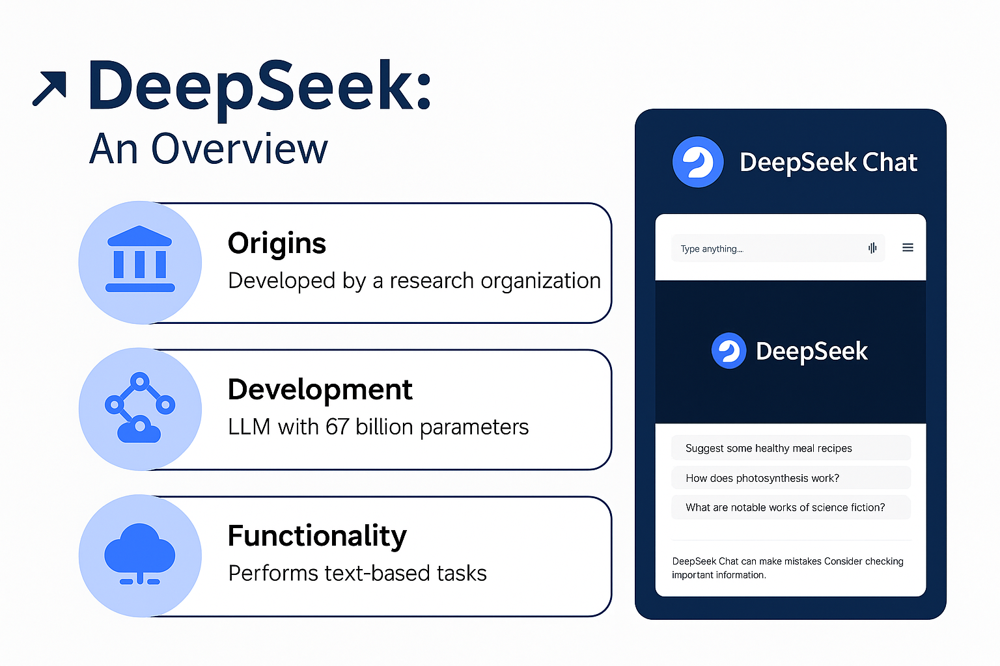 DeepSeek:
An Overview
Origins
Developed by a research organization
Development
LLM with 67 billion parameters
Functionality
Performs text-based tasks
DeepSeek Chat
Type anything...
DeepSeek
Suggest some healthy meal recipes
How does photosynthesis work?
What are notable works of science fiction?
DeepSeek Chat can make mistakes Consider checking
important information.